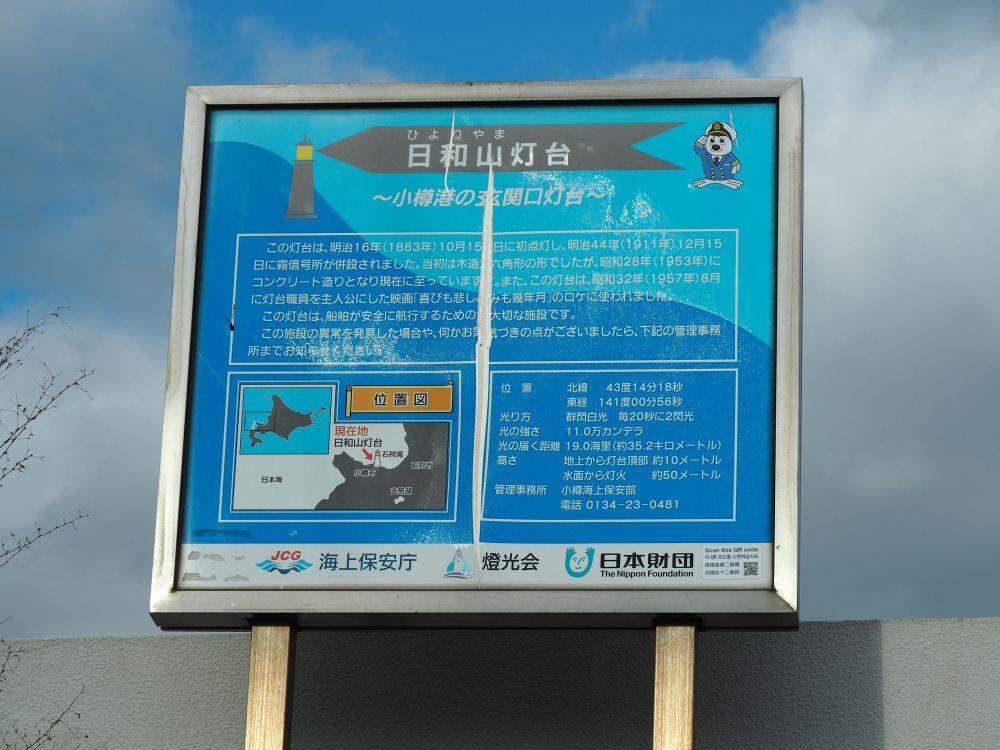 ひよりやま
日和山灯台
～小樽港の玄関口灯台～
この灯台は、明治16年(1883年)10月15日に初点灯し、明治44年(1911年)12月15
日に霧信号所が併設されました。当初は木造六角形の形でしたが、昭和28年(1953年)に
コンクリート造りとなり現在に至っています。また、この灯台は、昭和32年(1957年)8月
に灯台職員を主人公にした映画「喜びも悲しみも幾年月」のロケに使われました。
この灯台は、船舶が安全に航行するための大切な施設です。
この施設の異常を発見した場合や、何かお気づきの点がございましたら、下記の管理事務
所までお知らせください。
位置図
現在地
日和山灯台
石狩湾
小樽市
石狩市
日本海
支笏湖
位置 北緯 43度14分18秒
東経 141度00分56秒
光り方 群閃白光 毎20秒に2閃光
光の強さ 11.0万カンデラ
光の届く距離 19.0海里(約35.2キロメートル)
高さ 地上から灯台頂部 約10メートル
水面から灯火 約50メートル
管理事務所 小樽海上保安部
電話 0134-23-0481
JCG 海上保安庁 燈光会 日本財団
The Nippon Foundation
Scan this QR code
이 QR 코드를 스캔하십시오